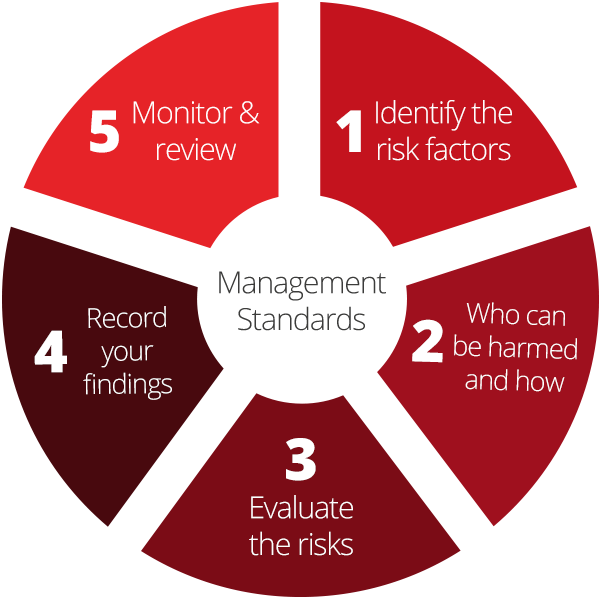 Management
Standards
1
Identify the
risk factors
2
Who can
be harmed
and how
3
Evaluate
the risks
4
Record
your
findings
5
Monitor &
review